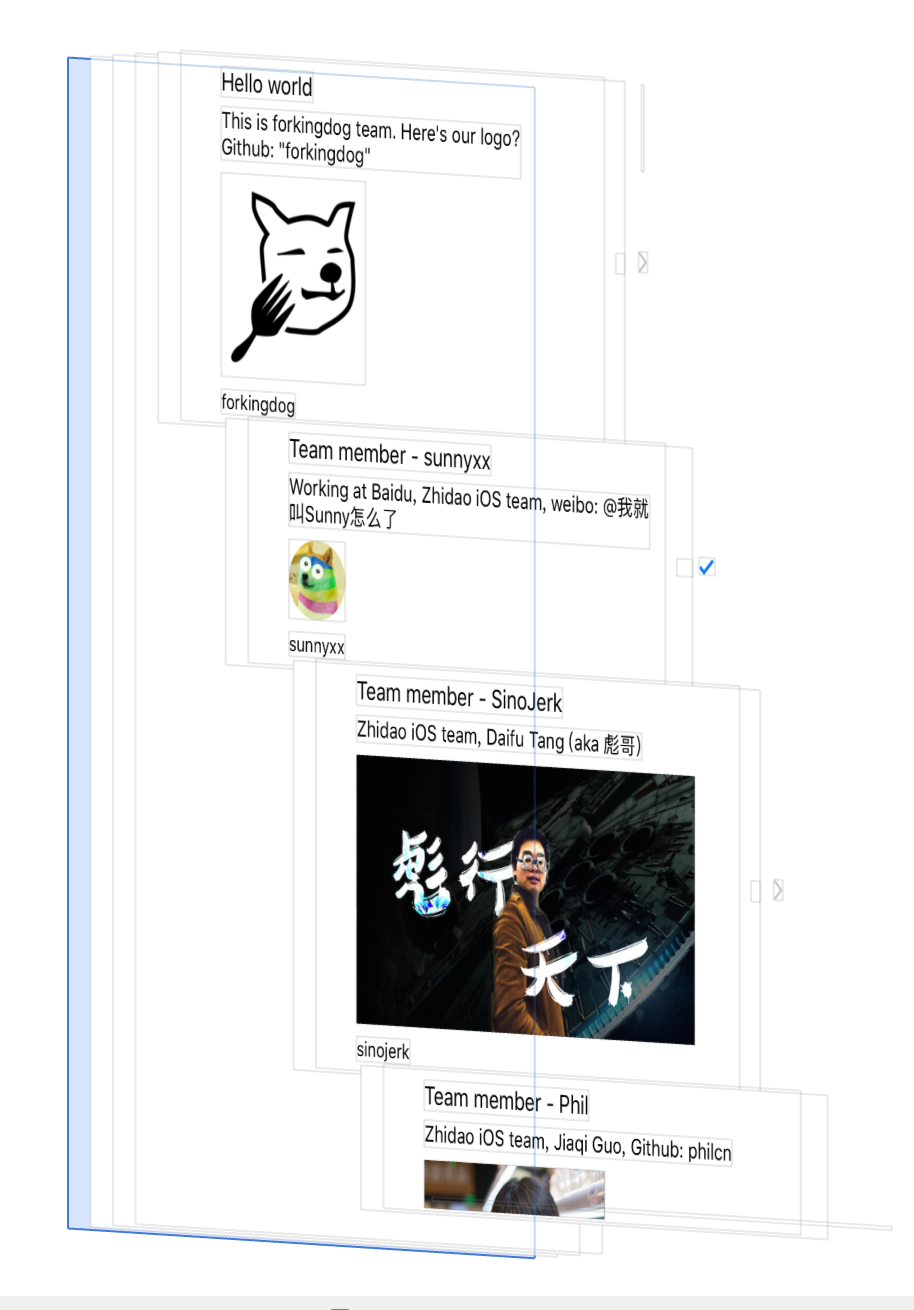 Hello world
This is forkingdog team. Here's our logo?
Github: "forkingdog"
forkingdog
Team member - sunnyxx
Working at Baidu, Zhidao iOS team, weibo: @我就
叫Sunny怎么了
sunnyxx
Team member - SinoJerk
Zhidao iOS team, Daifu Tang (aka 彪哥)
彪行
天下
sinojerk
Team member - Phil
Zhidao iOS team, Jiaqi Guo, Github: philcn